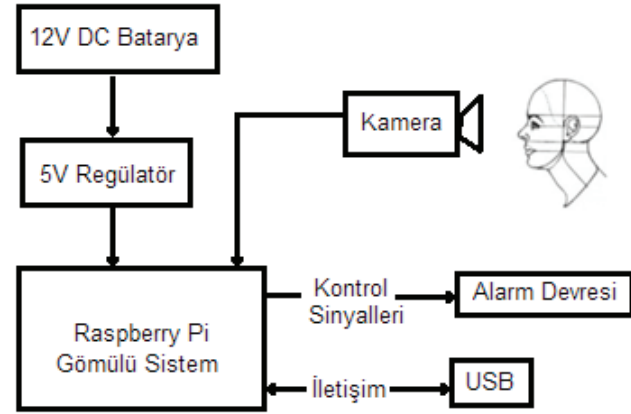 12V DC Batarya
Kamera
5V Regülatör
Raspberry Pi
Gömülü Sistem
Kontrol
Sinyalleri
Alarm Devresi
İletişim
USB